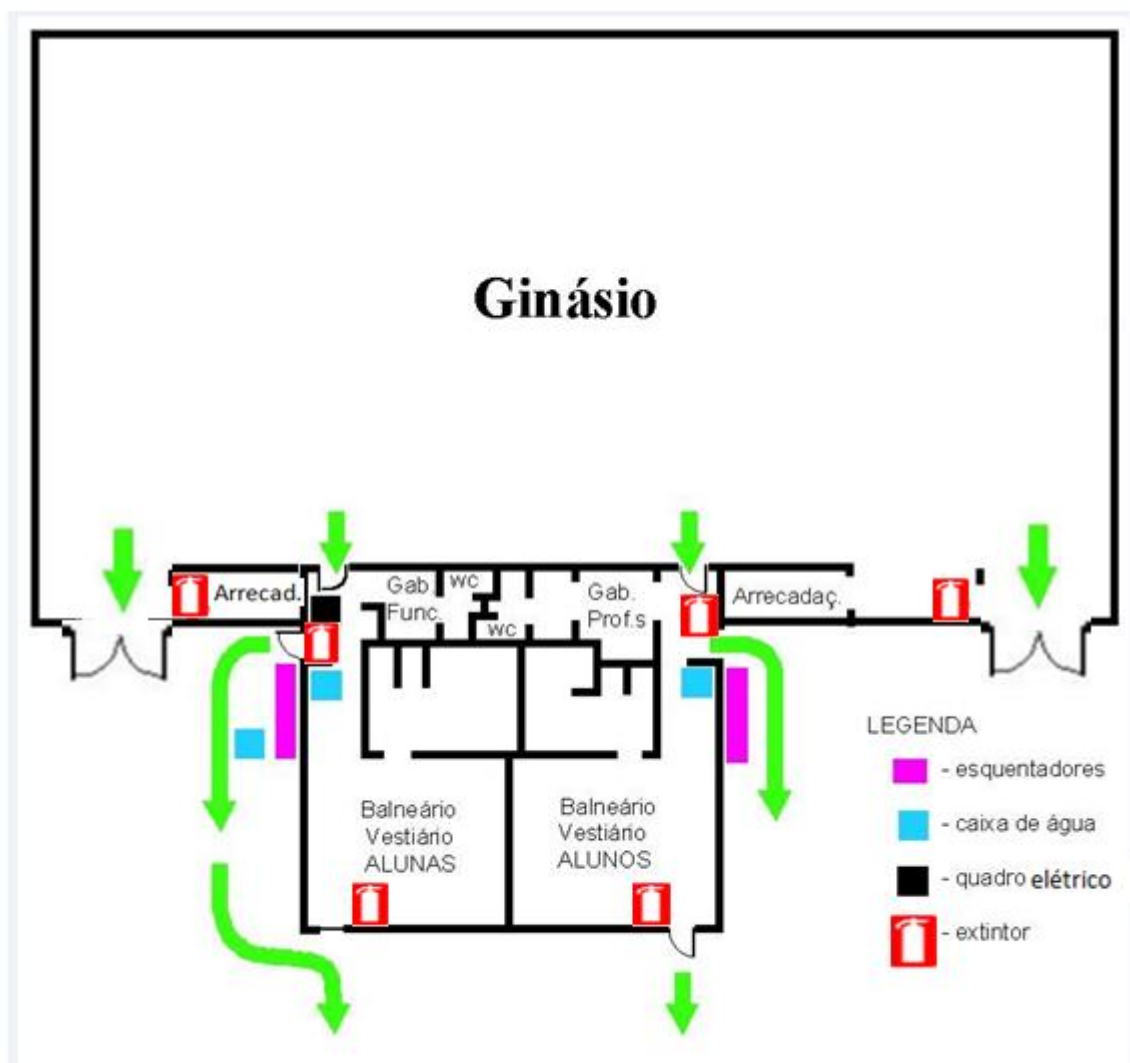 Ginásio
Arrecad.
Gab.
Func.
wc
wc
Gab.
Prof.s
Arrecadaç.
Balneário
Vestiário
ALUNAS
Balneário
Vestiário
ALUNOS
LEGENDA
- esquentadores
- caixa de água
- quadro elétrico
- extintor